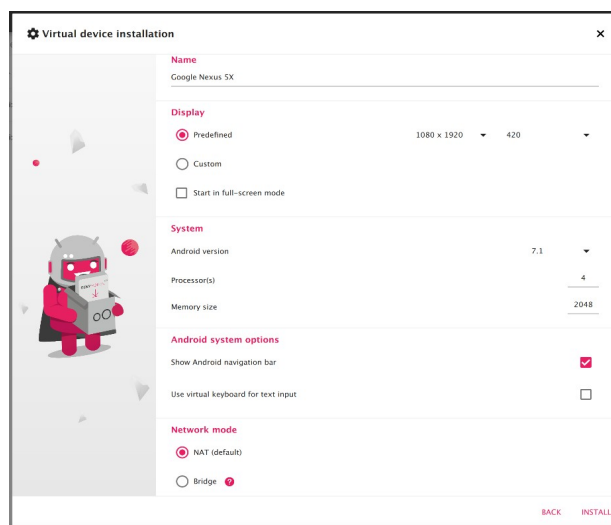 Virtual device installation
Name
Google Nexus 5X
Display
Predefined 1080 x 1920 420
Custom
Start in full-screen mode
System
Android version 7.1
Processor(s) 4
Memory size 2048
Android system options
Show Android navigation bar
Use virtual keyboard for text input
Network mode
NAT (default)
Bridge ?
BACK INSTALL